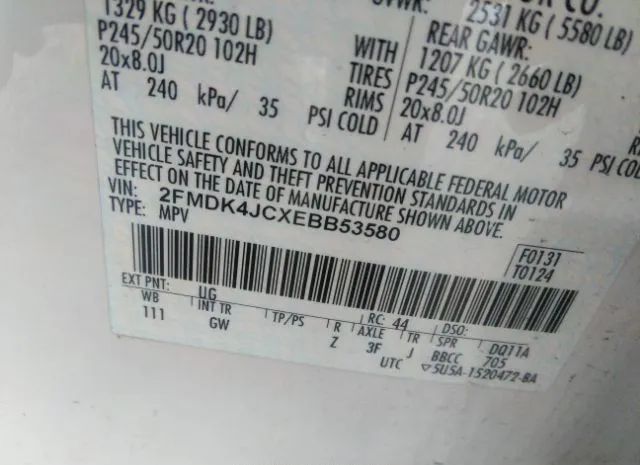 1329 KG ( 2930 LB)
P245/50R20 102H
20x8.0J
AT 240 kPa/ 35 PSI COLD
WITH
TIRES
RIMS
CO.
2531 KG ( 5580 LB)
REAR GAWR:
1207 KG ( 2660 LB)
P245/50R20 102H
20x8.0J
AT 240 kPa/ 35 PSI COLD
THIS VEHICLE CONFORMS TO ALL APPLICABLE FEDERAL MOTOR
VEHICLE SAFETY AND THEFT PREVENTION STANDARDS IN
EFFECT ON THE DATE OF MANUFACTURE SHOWN ABOVE.
VIN: 2FMDK4JCXEBB53580
TYPE: MPV
F0131
T0124
EXT PNT: UG RC: 44 DSO:
WB INT TR TP/PS R AXLE TR SPR DQ11A
111 GW Z 3F J BBCC 705
UTC ▽5U5A-1520472-BA